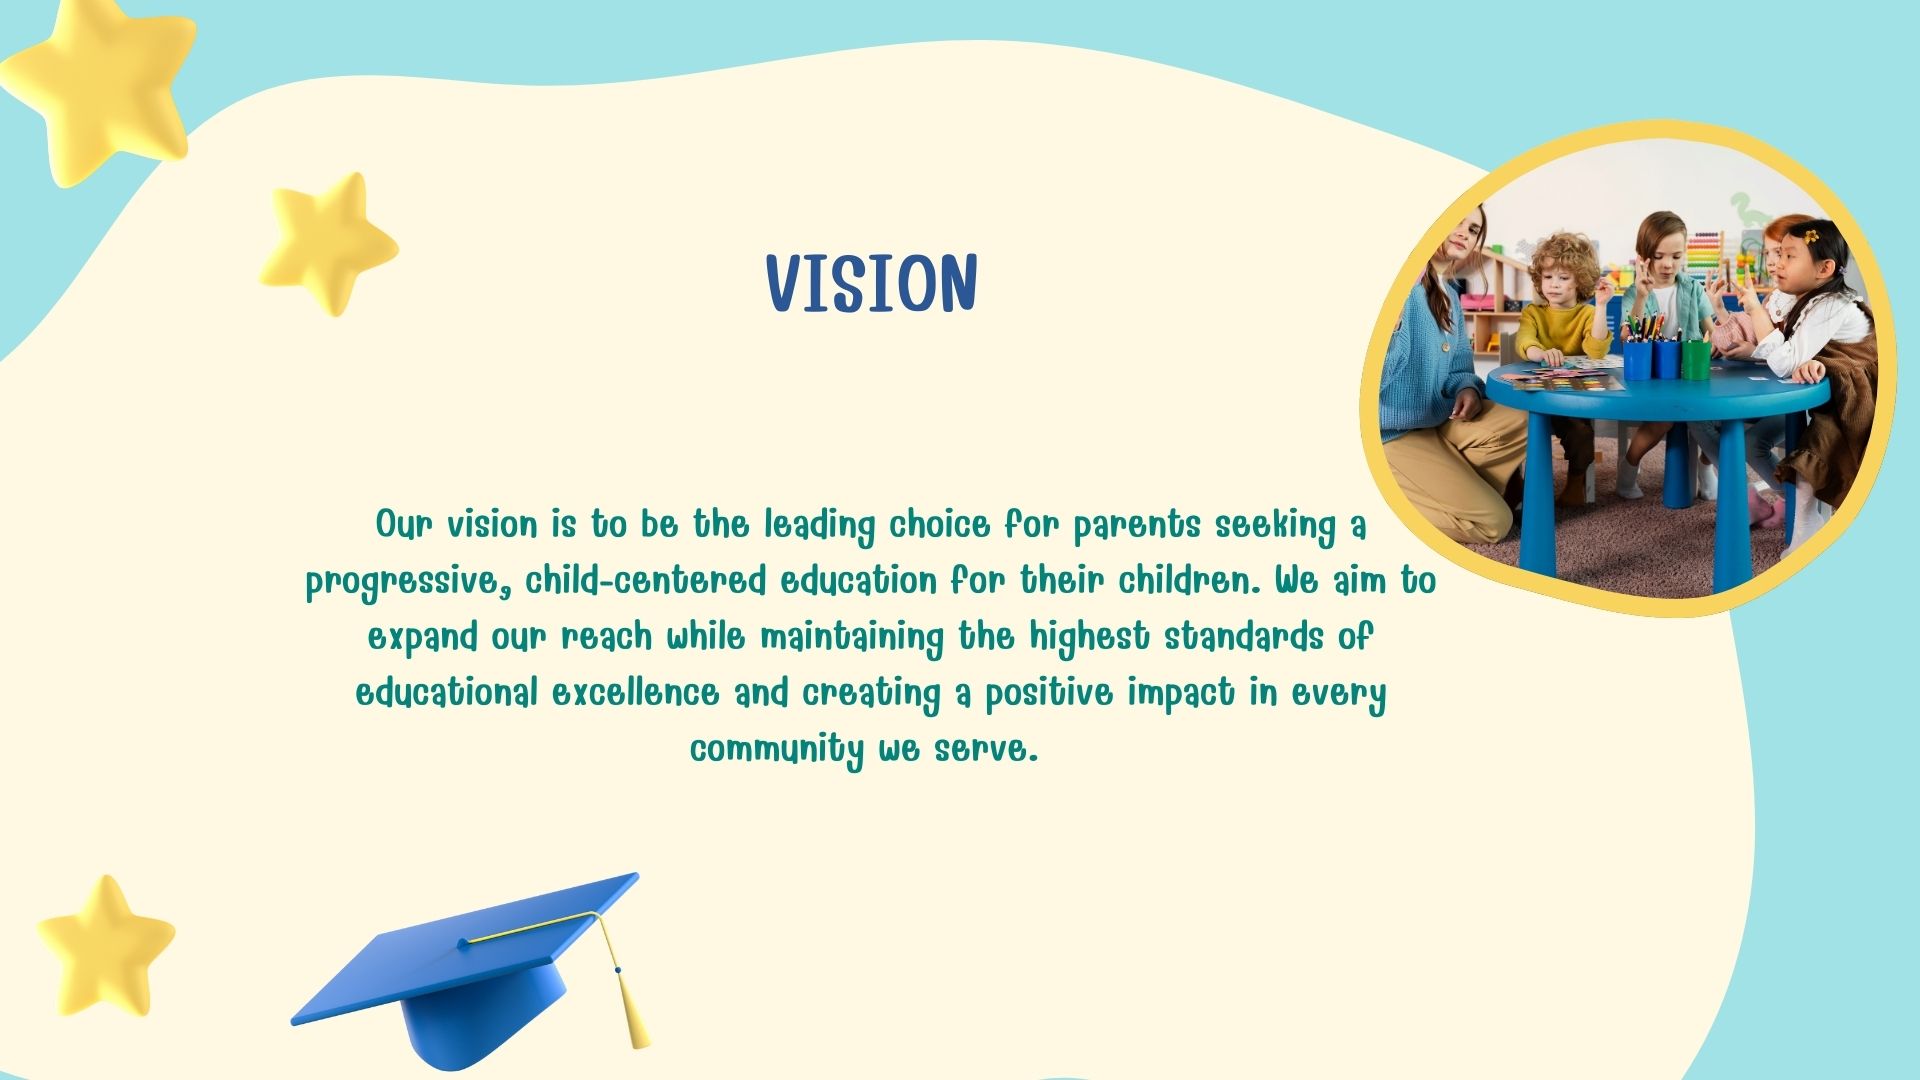 VISION
Our vision is to be the leading choice for parents seeking a
progressive, child-centered education for their children. We aim to
expand our reach while maintaining the highest standards of
educational excellence and creating a positive impact in every
community we serve.